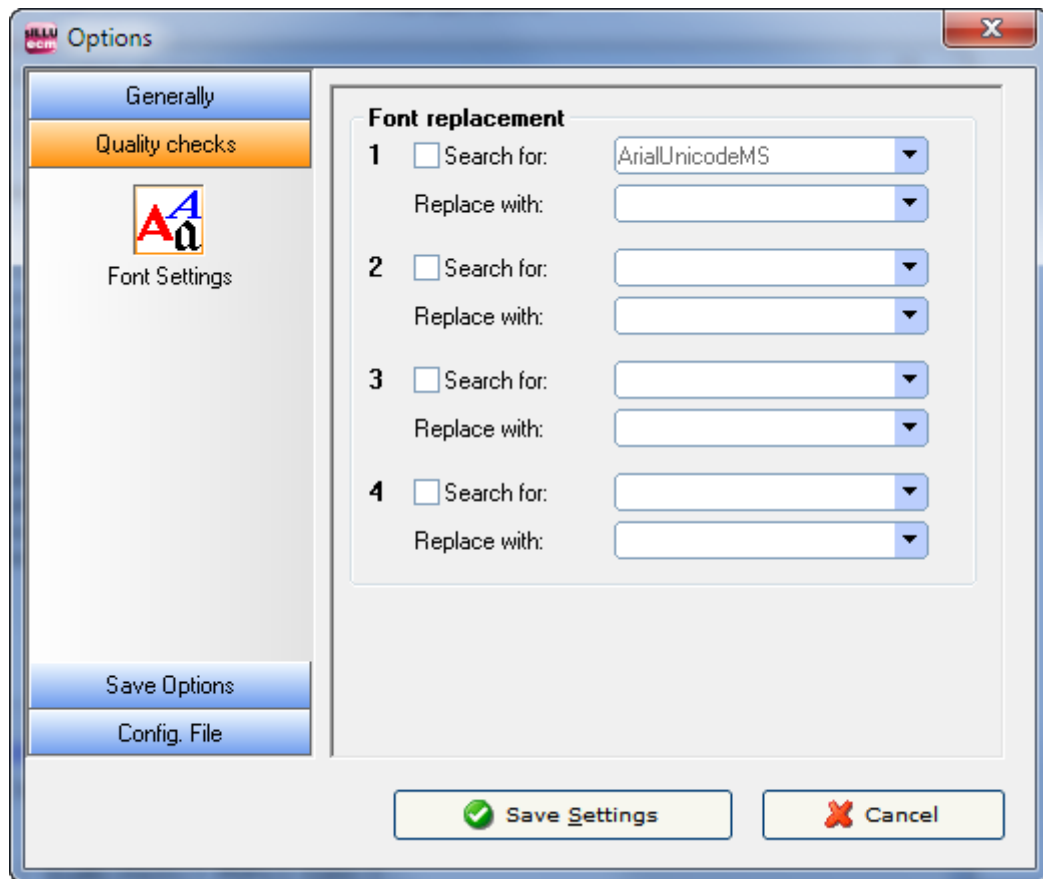 Options
Generally
Quality checks
Font Settings
Save Options
Config. File
Font replacement
1 Search for: ArialUnicodeMS
Replace with:
2 Search for:
Replace with:
3 Search for:
Replace with:
4 Search for:
Replace with:
Save Settings
Cancel